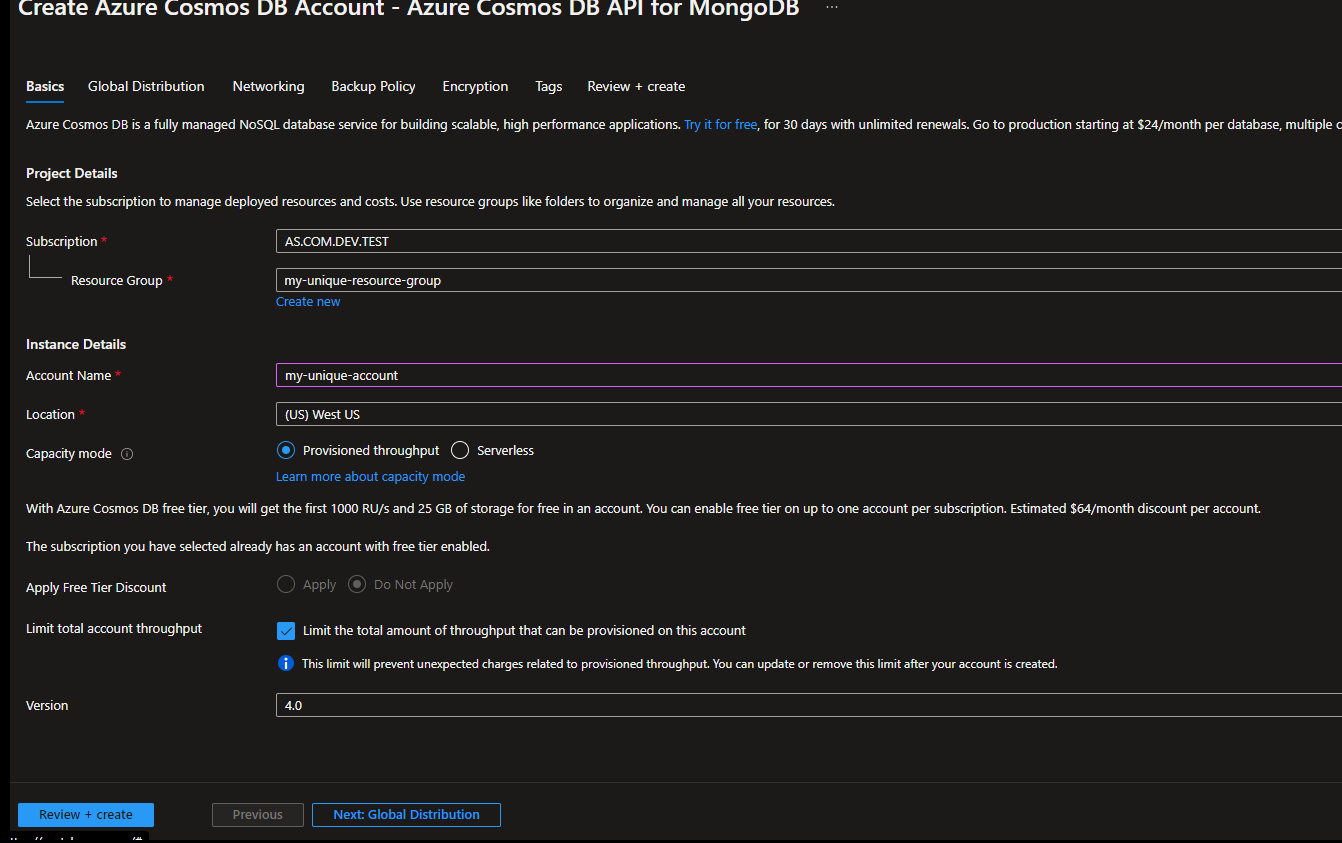 Create Azure Cosmos DB Account - Azure Cosmos DB API for MongoDB ...
Basics Global Distribution Networking Backup Policy Encryption Tags Review + create
Azure Cosmos DB is a fully managed NoSQL database service for building scalable, high performance applications. Try it for free, for 30 days with unlimited renewals. Go to production starting at $24/month per database, multiple
Project Details
Select the subscription to manage deployed resources and costs. Use resource groups like folders to organize and manage all your resources.
Subscription *
AS.COM.DEV.TEST
Resource Group *
my-unique-resource-group
Create new
Instance Details
Account Name *
my-unique-account
Location *
(US) West US
Capacity mode
Provisioned throughput Serverless
Learn more about capacity mode
With Azure Cosmos DB free tier, you will get the first 1000 RU/s and 25 GB of storage for free in an account. You can enable free tier on up to one account per subscription. Estimated $64/month discount per account.
The subscription you have selected already has an account with free tier enabled.
Apply Free Tier Discount
Apply Do Not Apply
Limit total account throughput
Limit the total amount of throughput that can be provisioned on this account
This limit will prevent unexpected charges related to provisioned throughput. You can update or remove this limit after your account is created.
Version
4.0
Review + create Previous Next: Global Distribution